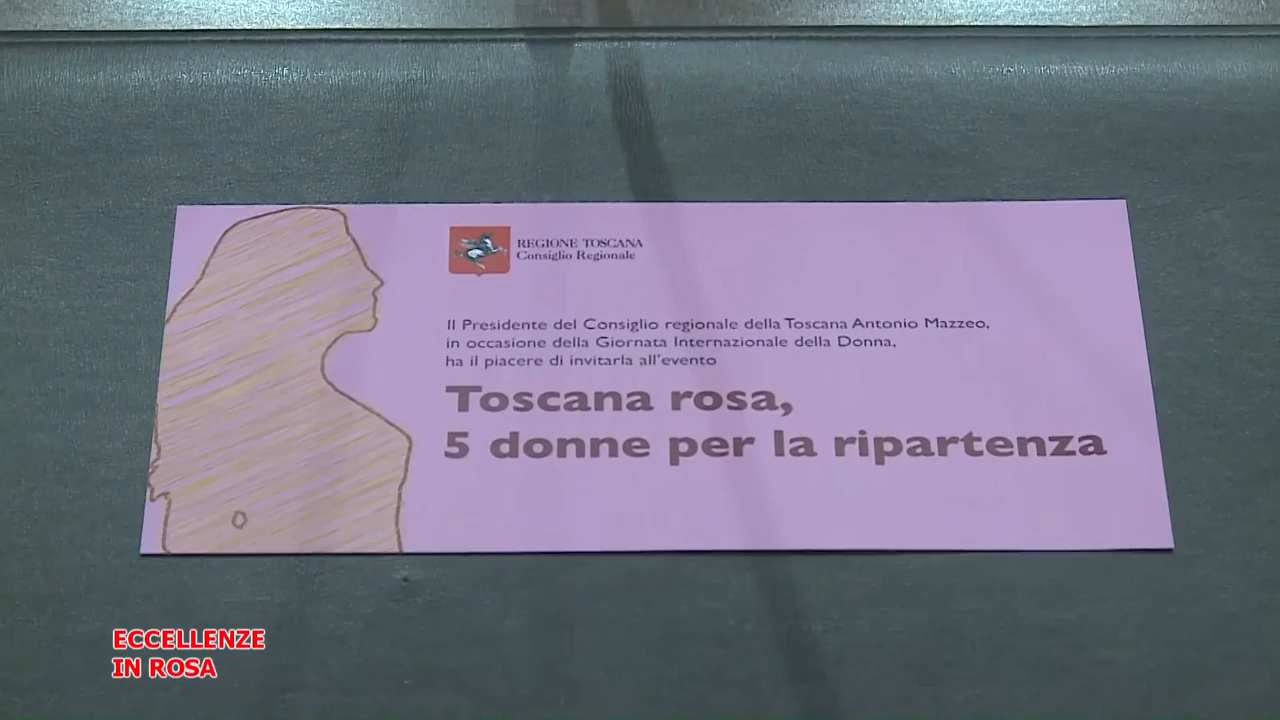 REGIONE TOSCANA
Consiglio Regionale
Il Presidente del Consiglio regionale della Toscana Antonio Mazzeo,
in occasione della Giornata Internazionale della Donna,
ha il piacere di invitarla all'evento
Toscana rosa,
5 donne per la ripartenza
ECCELLENZE
IN ROSA